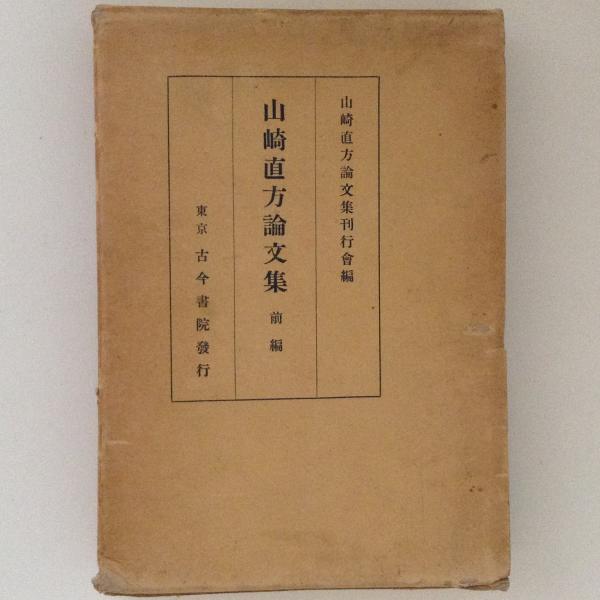 山崎直方論文集刊行會編
山崎直方論文集 前編
東京 古今書院發行